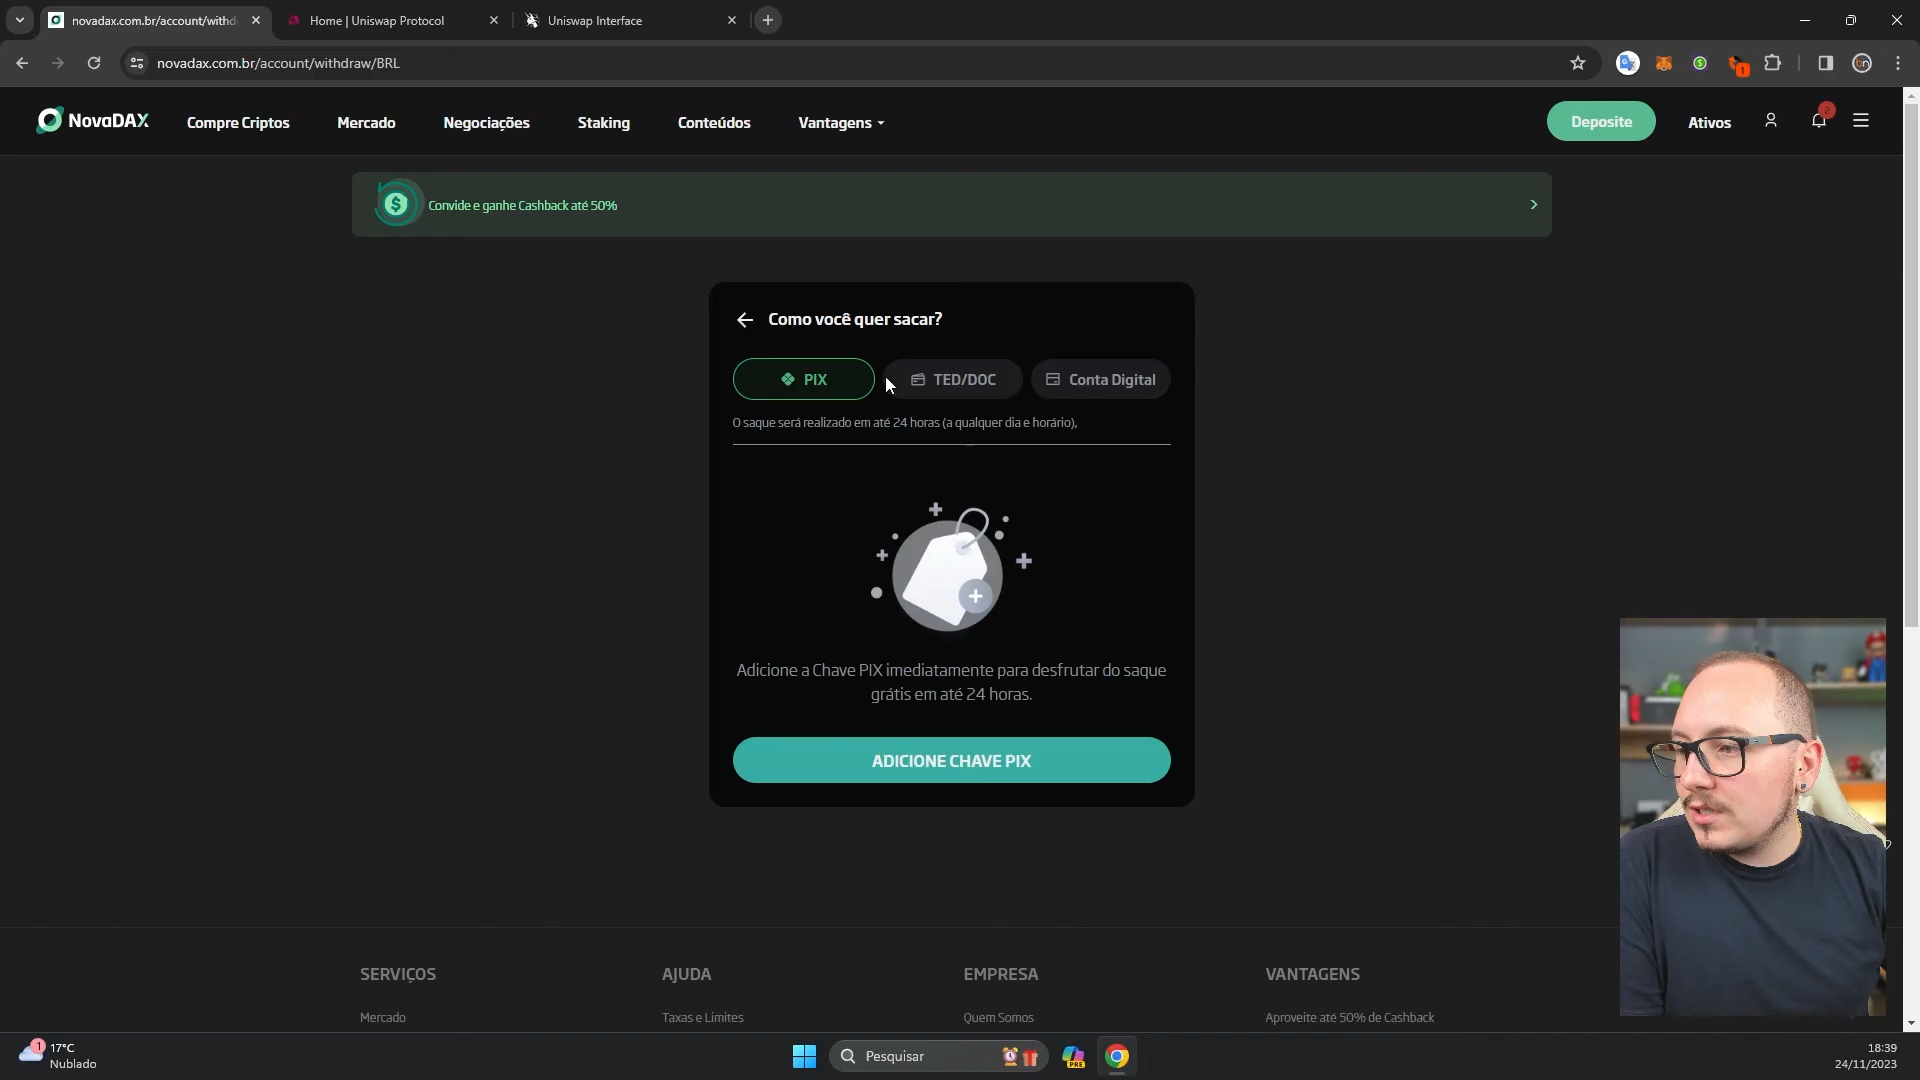 novadax.com.br/account/withd
Home | Uniswap Protocol
Uniswap Interface
novadax.com.br/account/withdraw/BRL
1
NovaDAX
Compre Criptos
Mercado
Negociações
Staking
Conteúdos
Vantagens
Deposite
Ativos
Convide e ganhe Cashback até 50%
Como você quer sacar?
PIX
TED/DOC
Conta Digital
O saque será realizado em até 24 horas (a qualquer dia e horário),
Adicione a Chave PIX imediatamente para desfrutar do saque
grátis em até 24 horas.
ADICIONE CHAVE PIX
SERVIÇOS
AJUDA
EMPRESA
VANTAGENS
Mercado
Taxas e Limites
Quem Somos
Aproveite até 50% de Cashback
1
17°C
Nublado
Pesquisar
PRE
18:39
24/11/2023